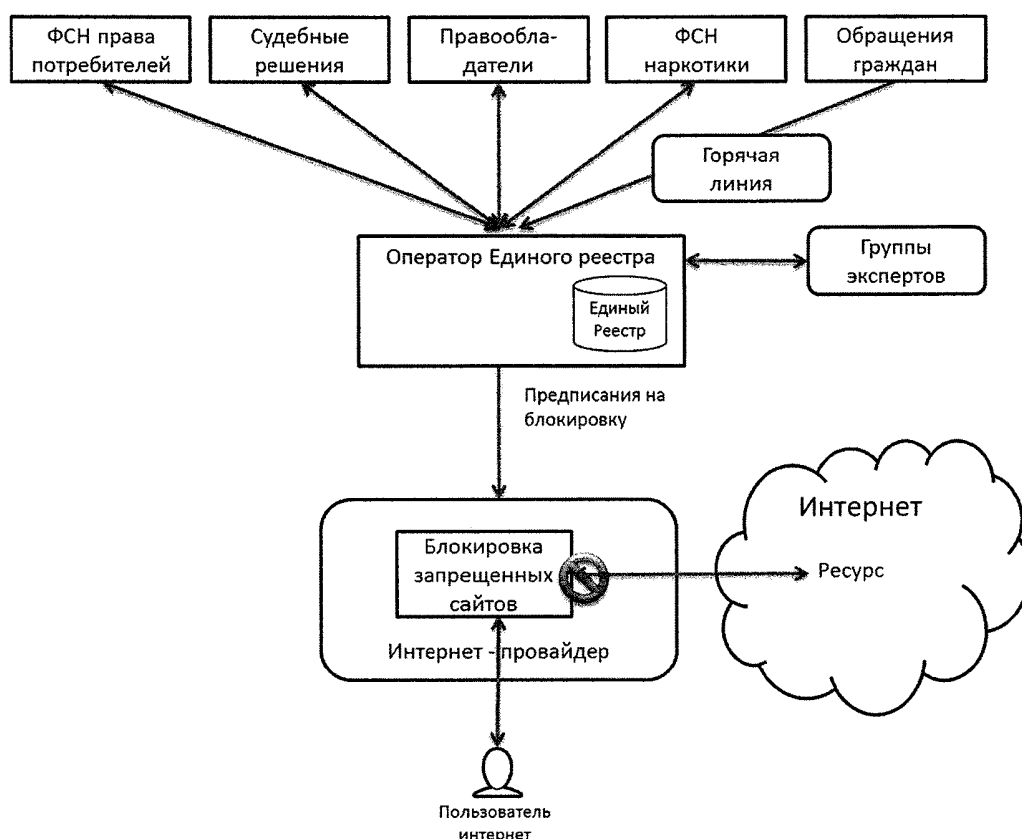 ФСН права
потребителей
Судебные
решения
Правообла-
датели
ФСН
наркотики
Обращения
граждан
Горячая
линия
Оператор Единого реестра
Группы
экспертов
Единый
Реестр
Предписания на
блокировку
Интернет
Блокировка
запрещенных
сайтов
Ресурс
Интернет - провайдер
Пользователь
интернет